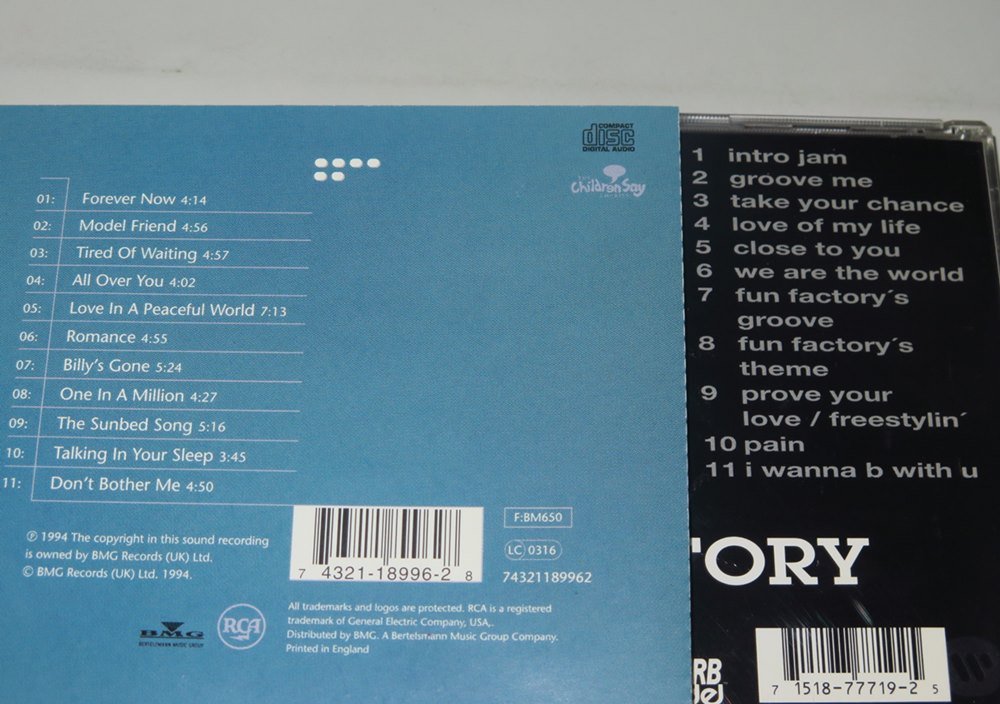 COMPACT
disc
DIGITAL AUDIO
Children Say
01: Forever Now 4:14
02: Model Friend 4:56
03: Tired Of Waiting 4:57
04: All Over You 4:02
05: Love In A Peaceful World 7:13
06: Romance 4:55
07: Billy's Gone 5:24
08: One In A Million 4:27
09: The Sunbed Song 5:16
10: Talking In Your Sleep 3:45
11: Don't Bother Me 4:50
℗ 1994 The copyright in this sound recording
is owned by BMG Records (UK) Ltd.
© BMG Records (UK) Ltd. 1994.
7 4321-18996-2 8
F:BM650
LC 0316
74321189962
BMG
BERTELSMANN MUSIC GROUP
RCA
All trademarks and logos are protected. RCA is a registered
trademark of General Electric Company, USA,.
Distributed by BMG. A Bertelsmann Music Group Company.
Printed in England
1 intro jam
2 groove me
3 take your chance
4 love of my life
5 close to you
6 we are the world
7 fun factory´s
groove
8 fun factory´s
theme
9 prove your
love / freestylin´
10 pain
11 i wanna b with u
TORY
RB
7 1518-77719-2 5